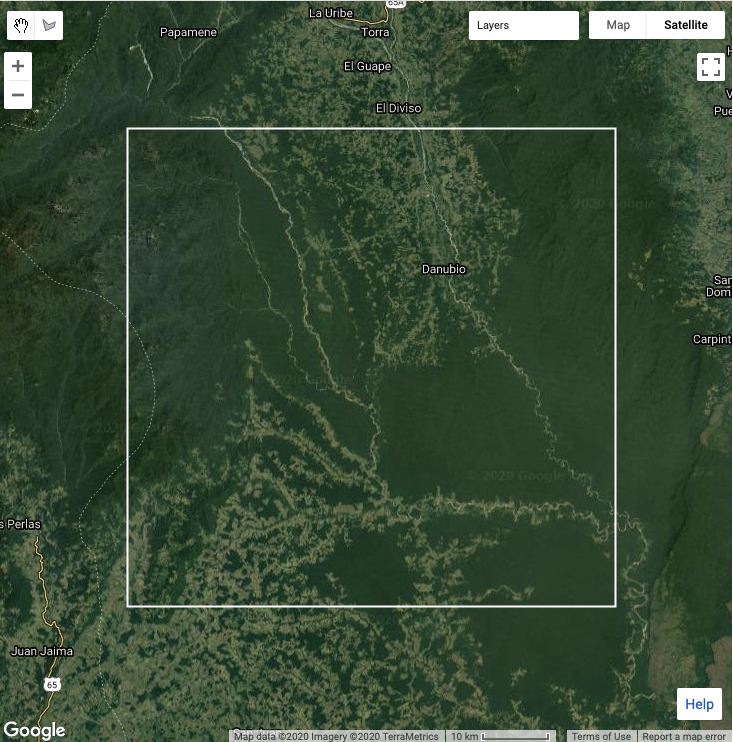 La Uribe
65A
Papamene
Torra
Layers
Map
Satellite
El Guape
El Diviso
© 2020 Google
Danubio
Carpint
© 2020 Google
s Perlas
Juan Jaima
65
Help
Google
Map data ©2020 Imagery ©2020 TerraMetrics
10 km
Terms of Use
Report a map error
San
Dom
Pue